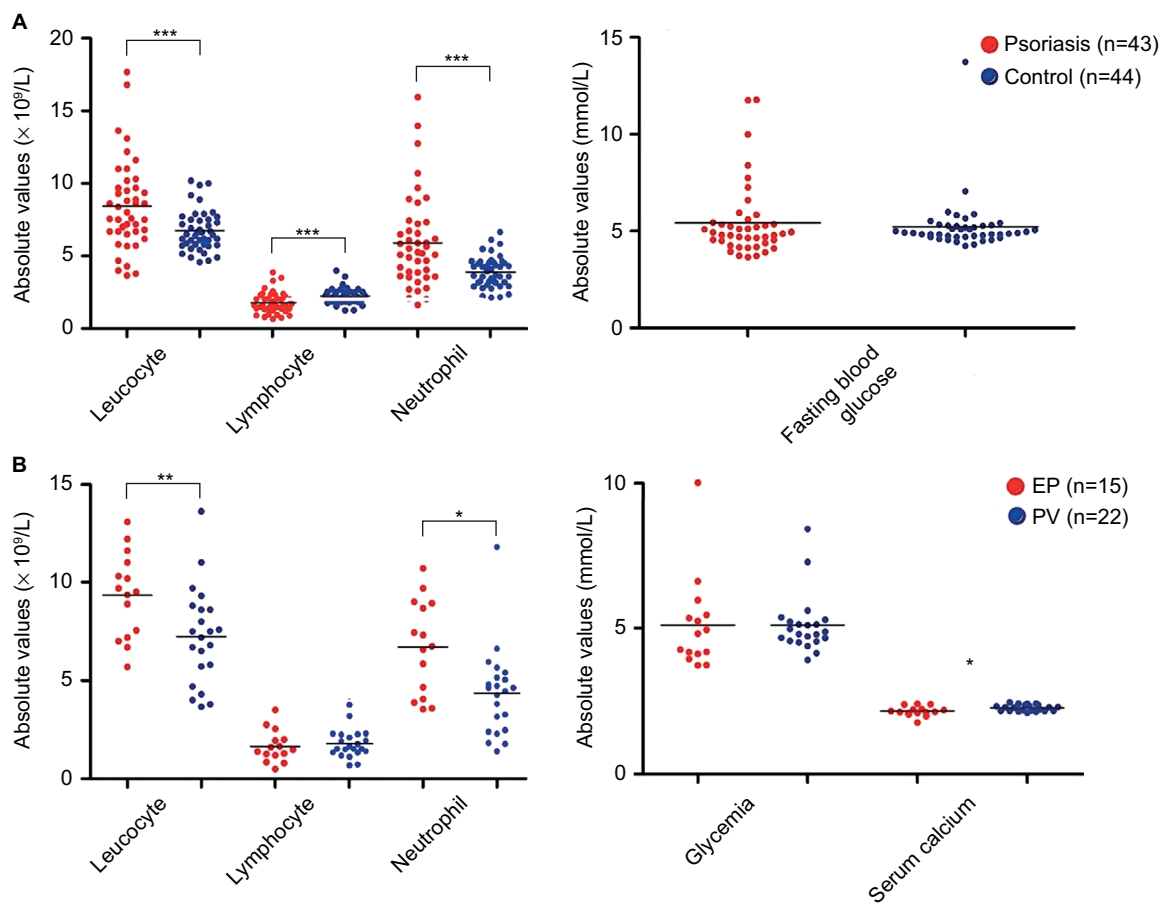 A
Absolute values (× 10⁹/L)
20
15
10
5
0
***
***
***
Leucocyte
Lymphocyte
Neutrophil
Absolute values (mmol/L)
15
10
5
0
Psoriasis (n=43)
Control (n=44)
Fasting blood
glucose
B
Absolute values (× 10⁹/L)
15
10
5
0
**
*
Leucocyte
Lymphocyte
Neutrophil
Absolute values (mmol/L)
10
5
0
EP (n=15)
PV (n=22)
*
Glycemia
Serum calcium